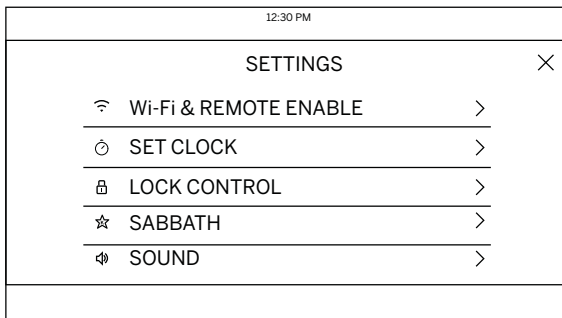 12:30 PM
SETTINGS
Wi-Fi & REMOTE ENABLE
SET CLOCK
LOCK CONTROL
SABBATH
SOUND